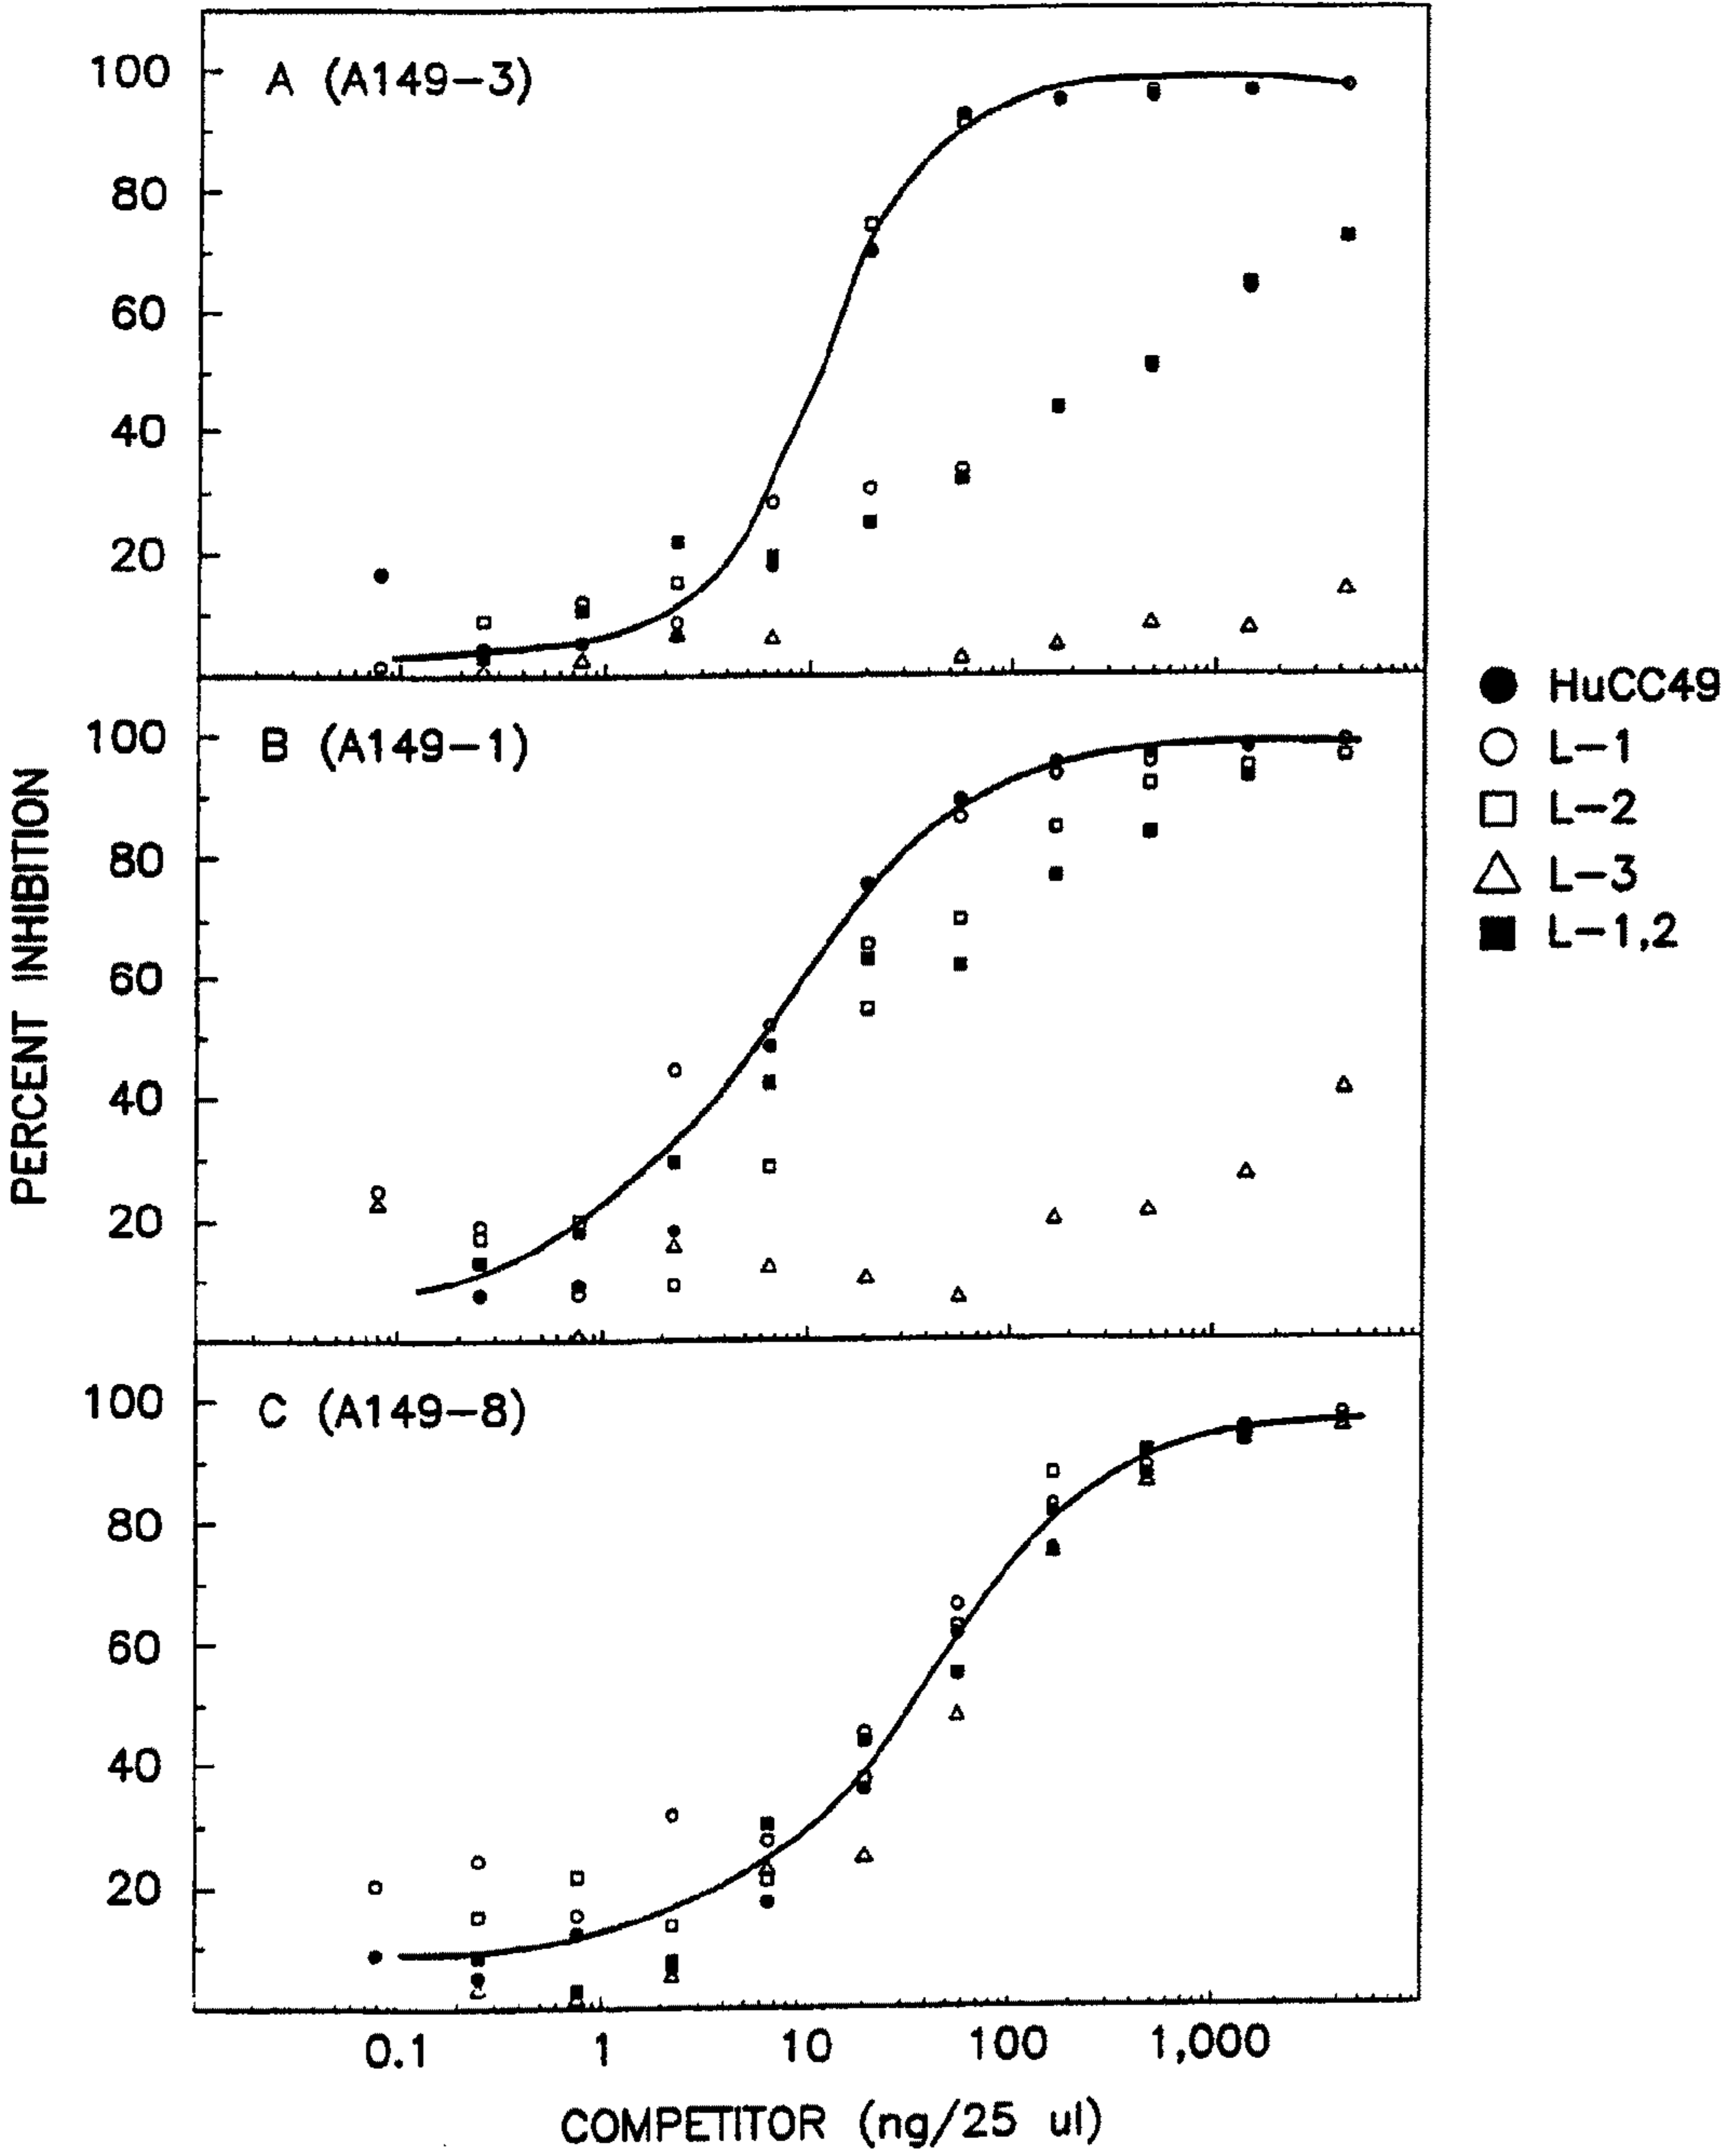 A (A149-3)
100
80
60
40
20
B (A149-1)
100
80
60
40
20
C (A149-8)
100
80
60
40
20
0.1 1 10 100 1,000
COMPETITOR (ng/25 ul)
PERCENT INHIBITION
HuCC49
L-1
L-2
L-3
L-1,2